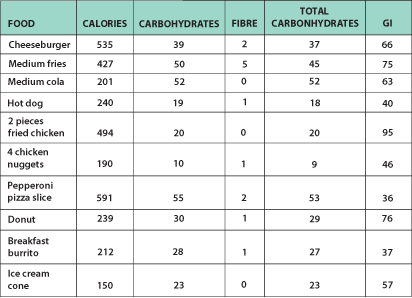 FOOD CALORIES CARBOHYDRATES FIBRE TOTAL CARBONHYDRATES GI
Cheeseburger 535 39 2 37 66
Medium fries 427 50 5 45 75
Medium cola 201 52 0 52 63
Hot dog 240 19 1 18 40
2 pieces
fried chicken 494 20 0 20 95
4 chicken
nuggets 190 10 1 9 46
Pepperoni
pizza slice 591 55 2 53 36
Donut 239 30 1 29 76
Breakfast
burrito 212 28 1 27 37
Ice cream
cone 150 23 0 23 57